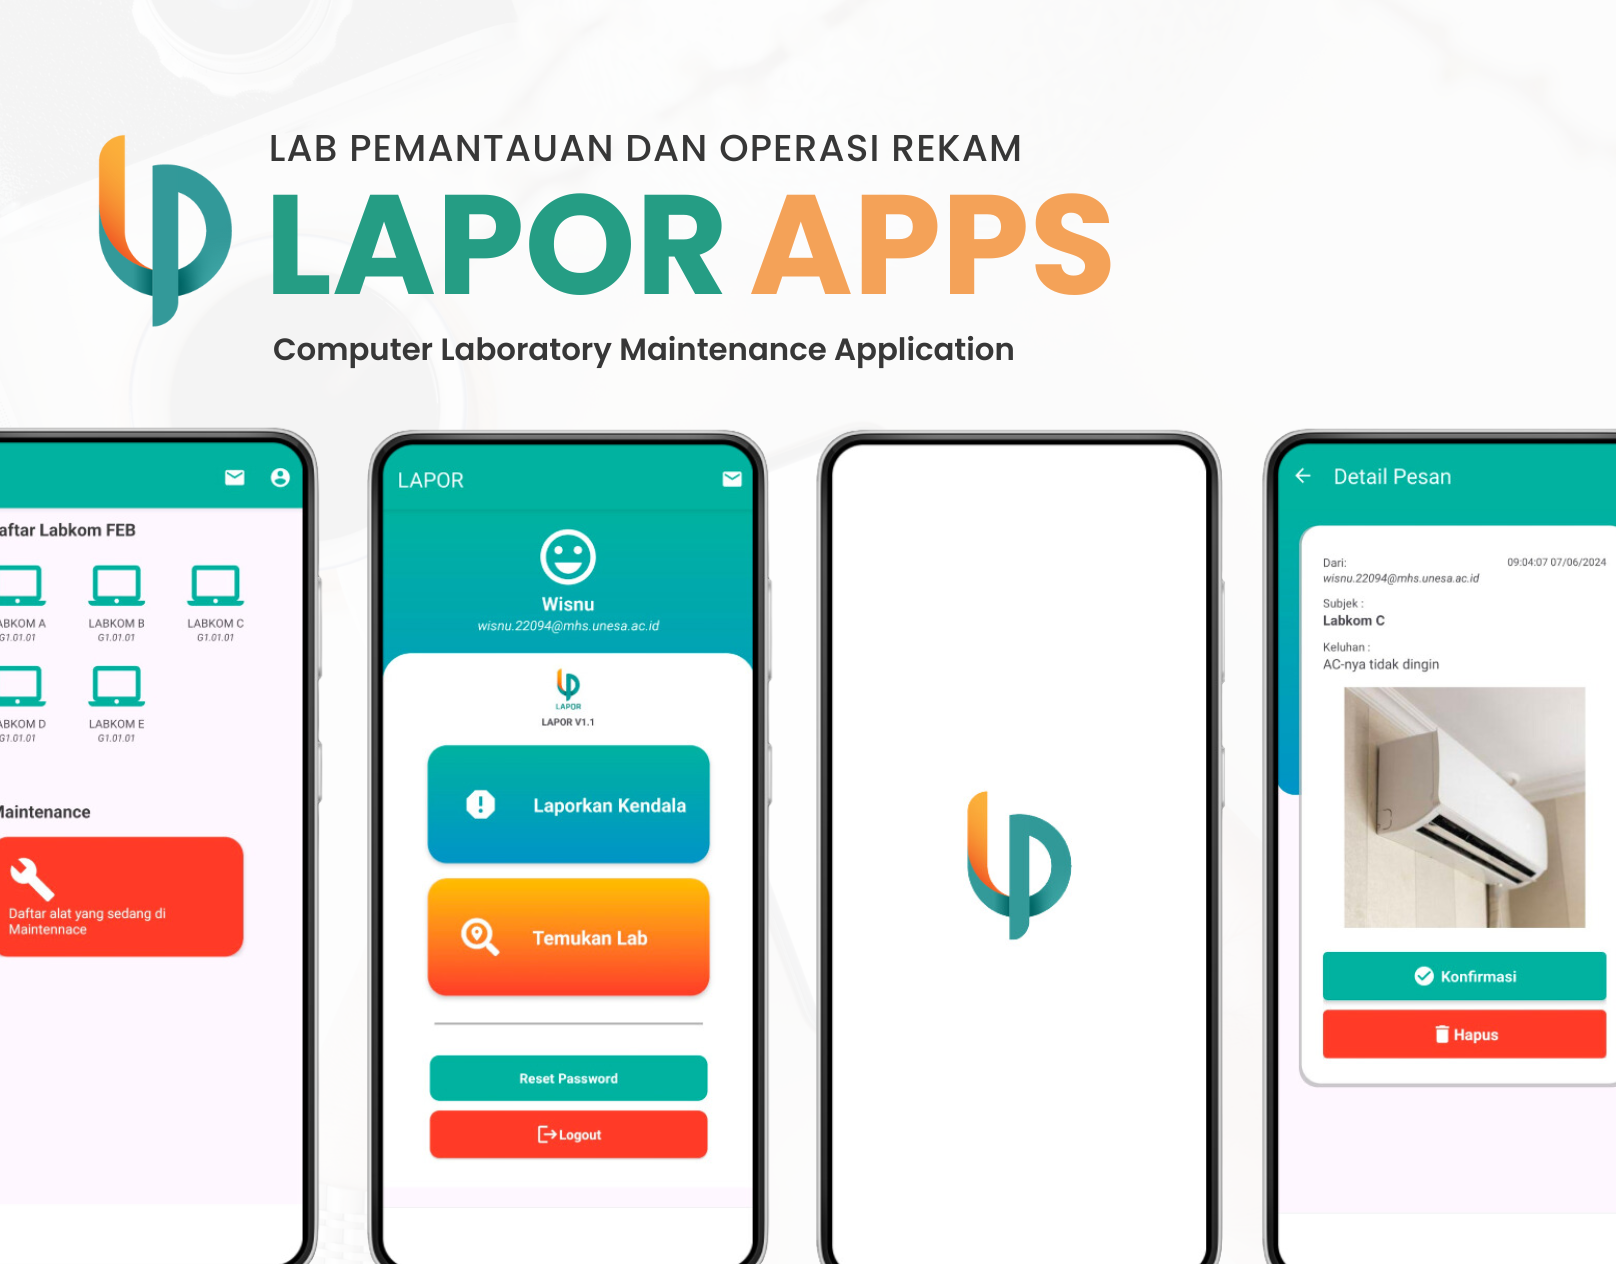 LAB PEMANTAUAN DAN OPERASI REKAM
LAPOR APPS
Computer Laboratory Maintenance Application
aftar Labkom FEB
ABKOM A
G1.01.01
LABKOM B
G1.01.01
LABKOM C
G1.01.01
ABKOM D
G1.01.01
LABKOM E
G1.01.01
Maintenance
Daftar alat yang sedang di
Maintennace
LAPOR
Wisnu
wisnu.22094@mhs.unesa.ac.id
LAPOR
LAPOR V1.1
Laporkan Kendala
Temukan Lab
Reset Password
Logout
Detail Pesan
Dari:
09:04:07 07/06/2024
wisnu.22094@mhs.unesa.ac.id
Subjek :
Labkom C
Keluhan :
AC-nya tidak dingin
Konfirmasi
Hapus